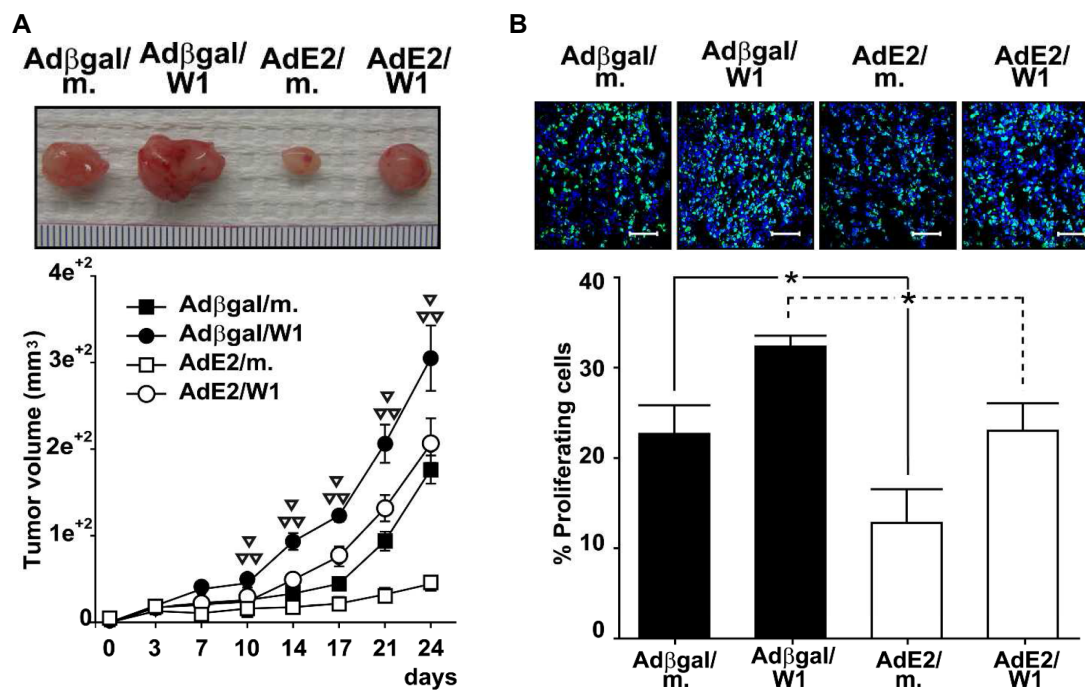 A
Adβgal/
m.
Adβgal/
W1
AdE2/
m.
AdE2/
W1
Tumor volume (mm³)
4e+2
3e+2
2e+2
1e+2
0
Adβgal/m.
Adβgal/W1
AdE2/m.
AdE2/W1
0 3 7 10 14 17 21 24
days
B
Adβgal/
m.
Adβgal/
W1
AdE2/
m.
AdE2/
W1
% Proliferating cells
40
30
20
10
0
*
*
Adβgal/
m.
Adβgal/
W1
AdE2/
m.
AdE2/
W1